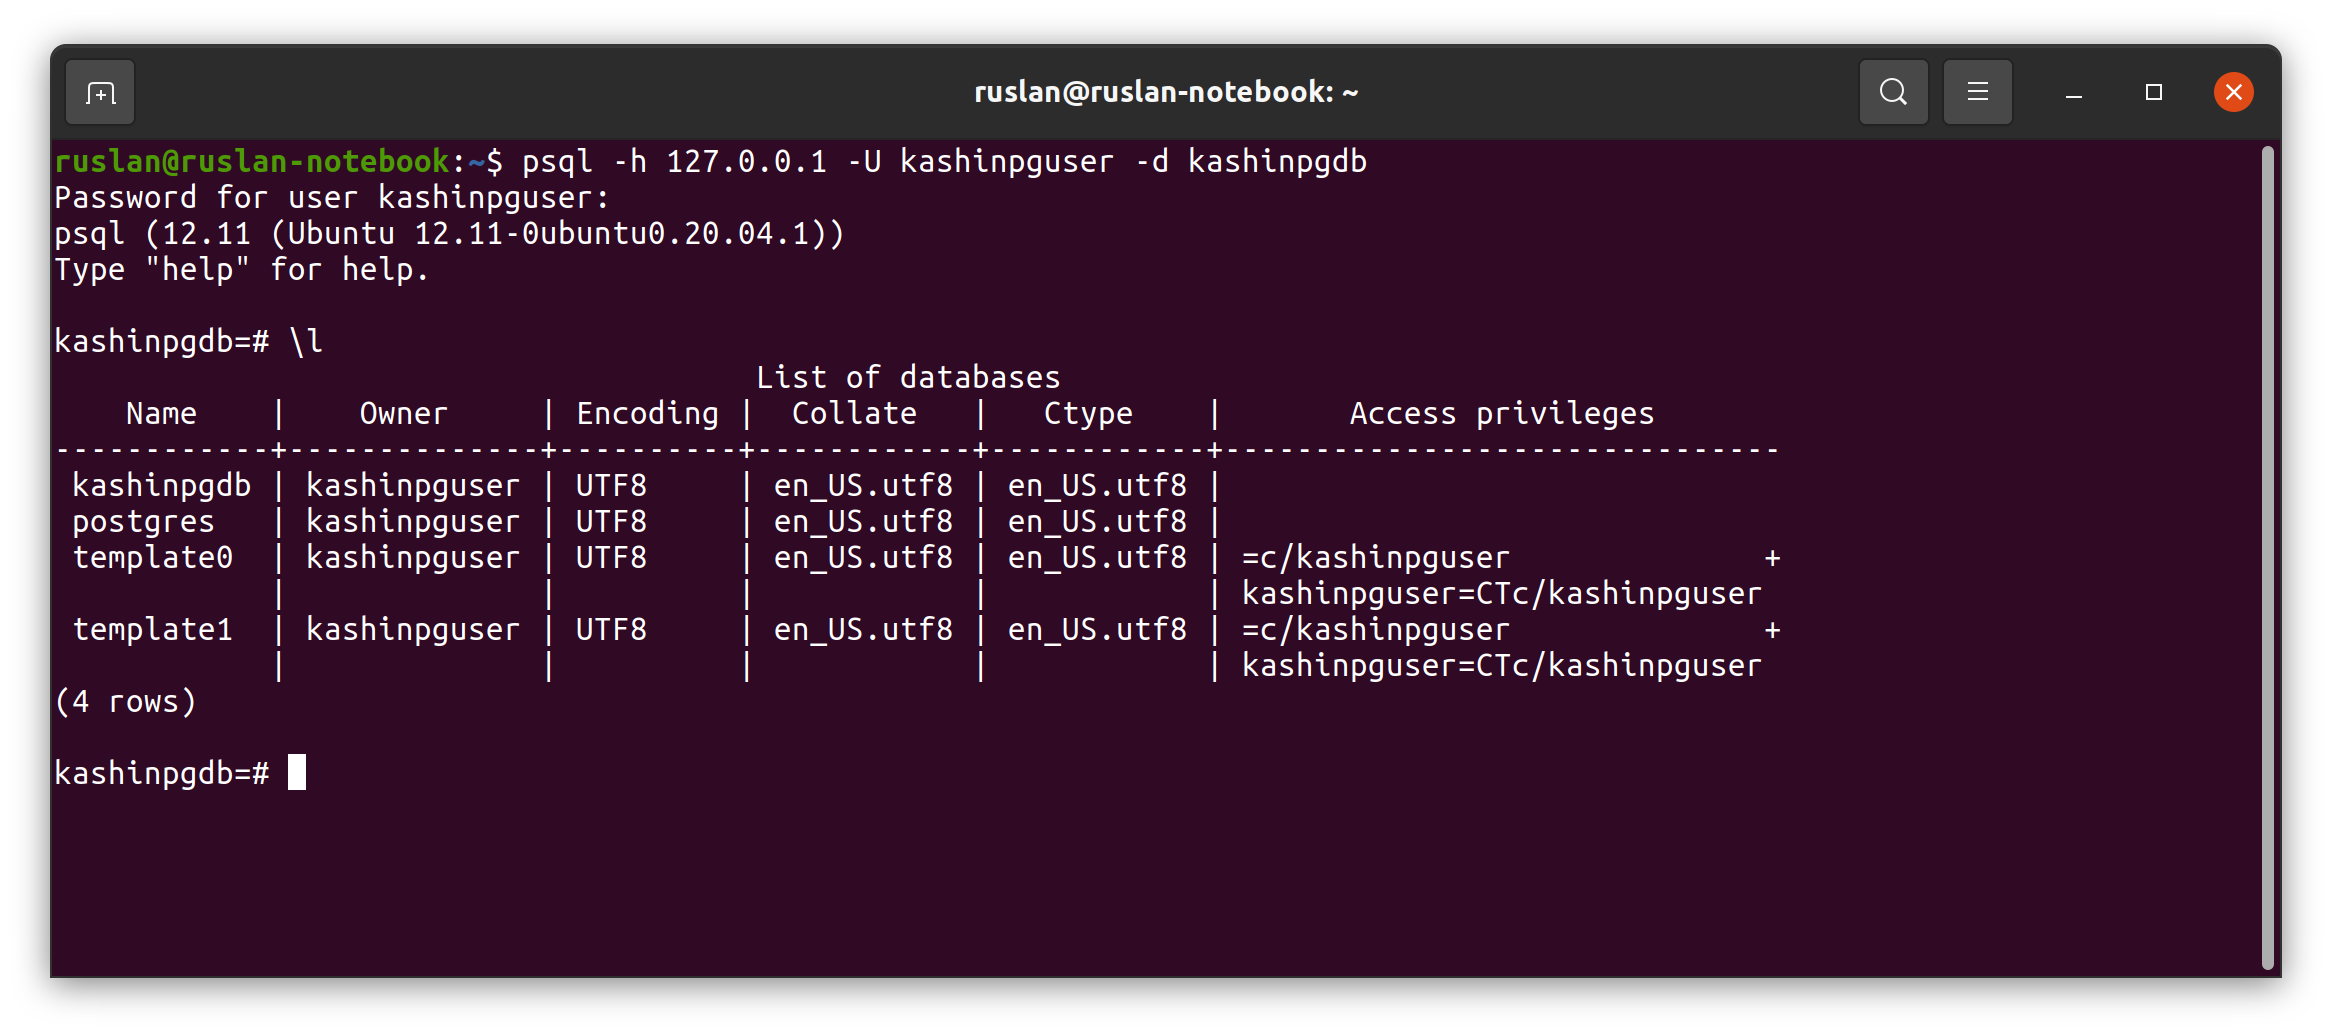 ruslan@ruslan-notebook: ~
ruslan@ruslan-notebook:~$ psql -h 127.0.0.1 -U kashinpguser -d kashinpgdb
Password for user kashinpguser:
psql (12.11 (Ubuntu 12.11-0ubuntu0.20.04.1))
Type "help" for help.

kashinpgdb=# \l
                                       List of databases
    Name    |    Owner     | Encoding |  Collate   |   Ctype    |       Access privileges
------------+--------------+----------+------------+------------+-------------------------------
 kashinpgdb | kashinpguser | UTF8     | en_US.utf8 | en_US.utf8 |
 postgres   | kashinpguser | UTF8     | en_US.utf8 | en_US.utf8 |
 template0  | kashinpguser | UTF8     | en_US.utf8 | en_US.utf8 | =c/kashinpguser              +
            |              |          |            |            | kashinpguser=CTc/kashinpguser
 template1  | kashinpguser | UTF8     | en_US.utf8 | en_US.utf8 | =c/kashinpguser              +
            |              |          |            |            | kashinpguser=CTc/kashinpguser
(4 rows)

kashinpgdb=#